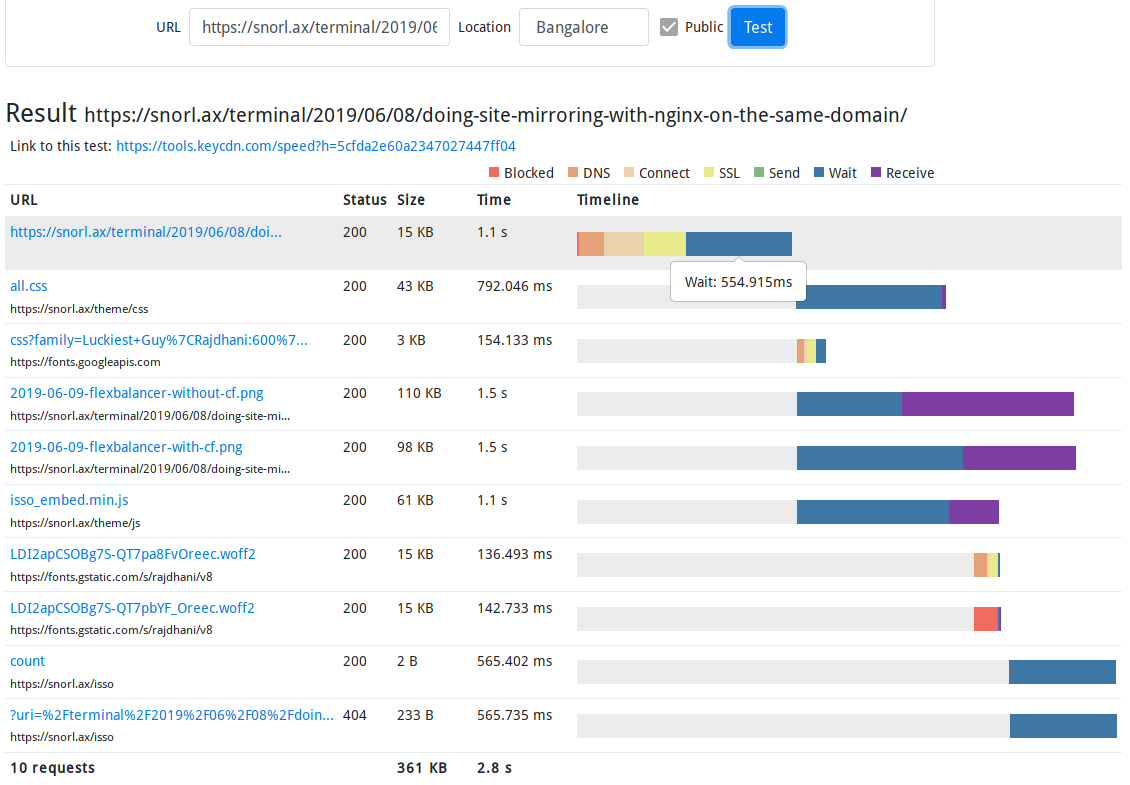 URL https://snorl.ax/terminal/2019/06 Location Bangalore Public Test
Result https://snorl.ax/terminal/2019/06/08/doing-site-mirroring-with-nginx-on-the-same-domain/
Link to this test: https://tools.keycdn.com/speed?h=5cfda2e60a2347027447ff04
Blocked DNS Connect SSL Send Wait Receive
URL Status Size Time Timeline
https://snorl.ax/terminal/2019/06/08/doi... 200 15 KB 1.1 s
Wait: 554.915ms
all.css 200 43 KB 792.046 ms
https://snorl.ax/theme/css
css?family=Luckiest+Guy%7CRajdhani:600%7... 200 3 KB 154.133 ms
https://fonts.googleapis.com
2019-06-09-flexbalancer-without-cf.png 200 110 KB 1.5 s
https://snorl.ax/terminal/2019/06/08/doing-site-mi...
2019-06-09-flexbalancer-with-cf.png 200 98 KB 1.5 s
https://snorl.ax/terminal/2019/06/08/doing-site-mi...
isso_embed.min.js 200 61 KB 1.1 s
https://snorl.ax/theme/js
LDI2apCSOBg7S-QT7pa8FvOreec.woff2 200 15 KB 136.493 ms
https://fonts.gstatic.com/s/rajdhani/v8
LDI2apCSOBg7S-QT7pbYF_Oreec.woff2 200 15 KB 142.733 ms
https://fonts.gstatic.com/s/rajdhani/v8
count 200 2 B 565.402 ms
https://snorl.ax/isso
?uri=%2Fterminal%2F2019%2F06%2F08%2Fdoin... 404 233 B 565.735 ms
https://snorl.ax/isso
10 requests 361 KB 2.8 s